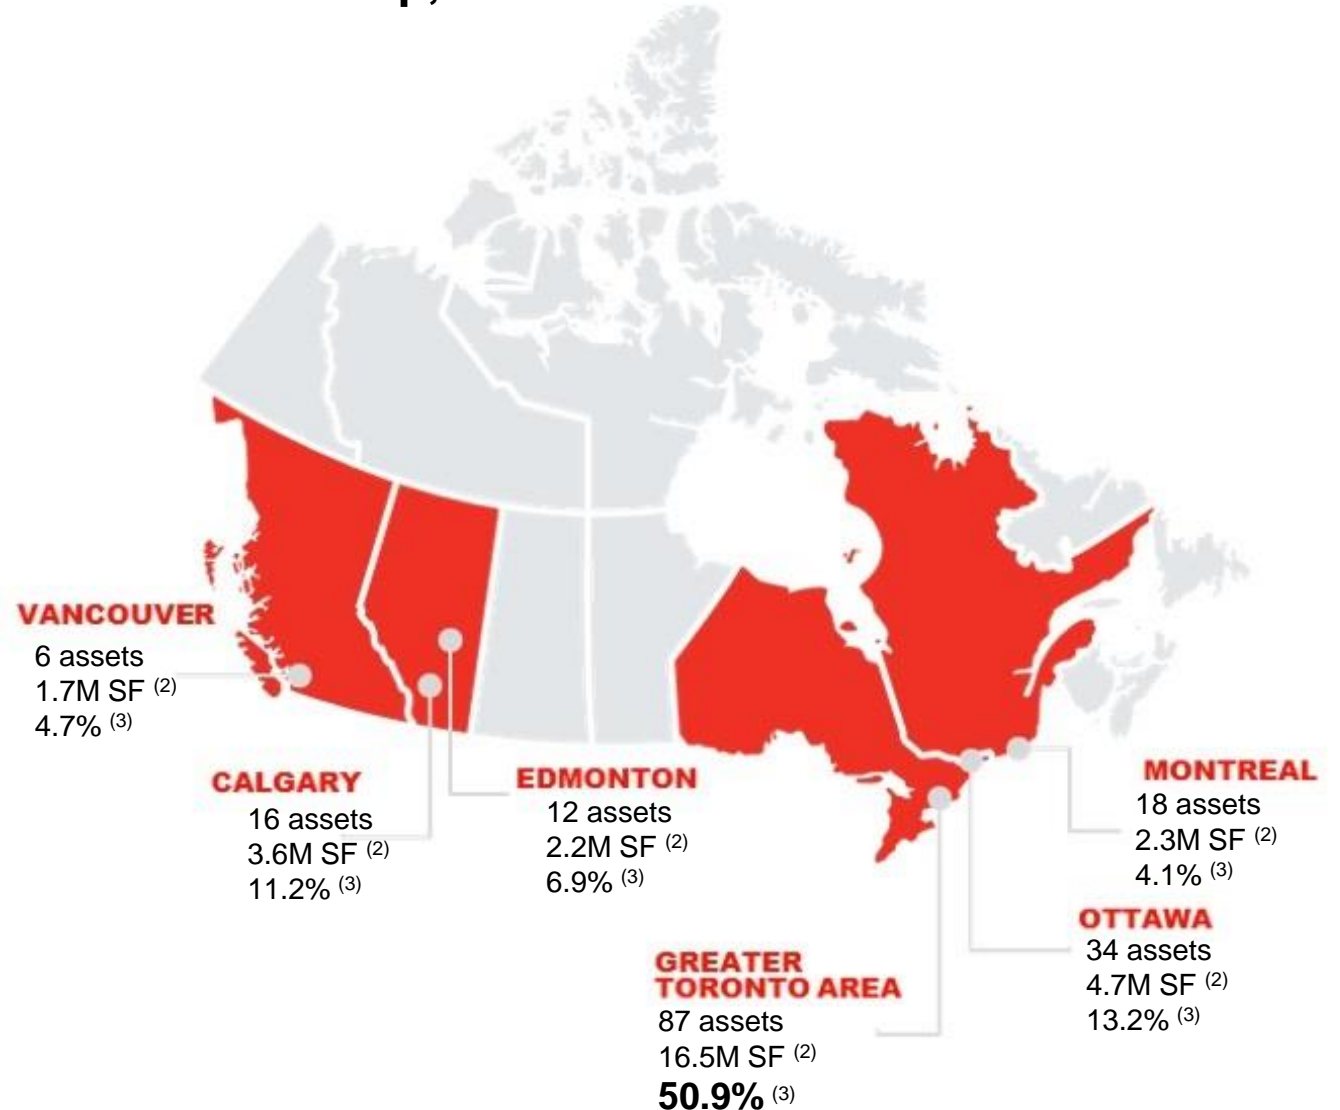 VANCOUVER
6 assets
1.7M SF (2)
4.7% (3)
CALGARY
16 assets
3.6M SF (2)
11.2% (3)
EDMONTON
12 assets
2.2M SF (2)
6.9% (3)
MONTREAL
18 assets
2.3M SF (2)
4.1% (3)
OTTAWA
34 assets
4.7M SF (2)
13.2% (3)
GREATER
TORONTO AREA
87 assets
16.5M SF (2)
50.9% (3)